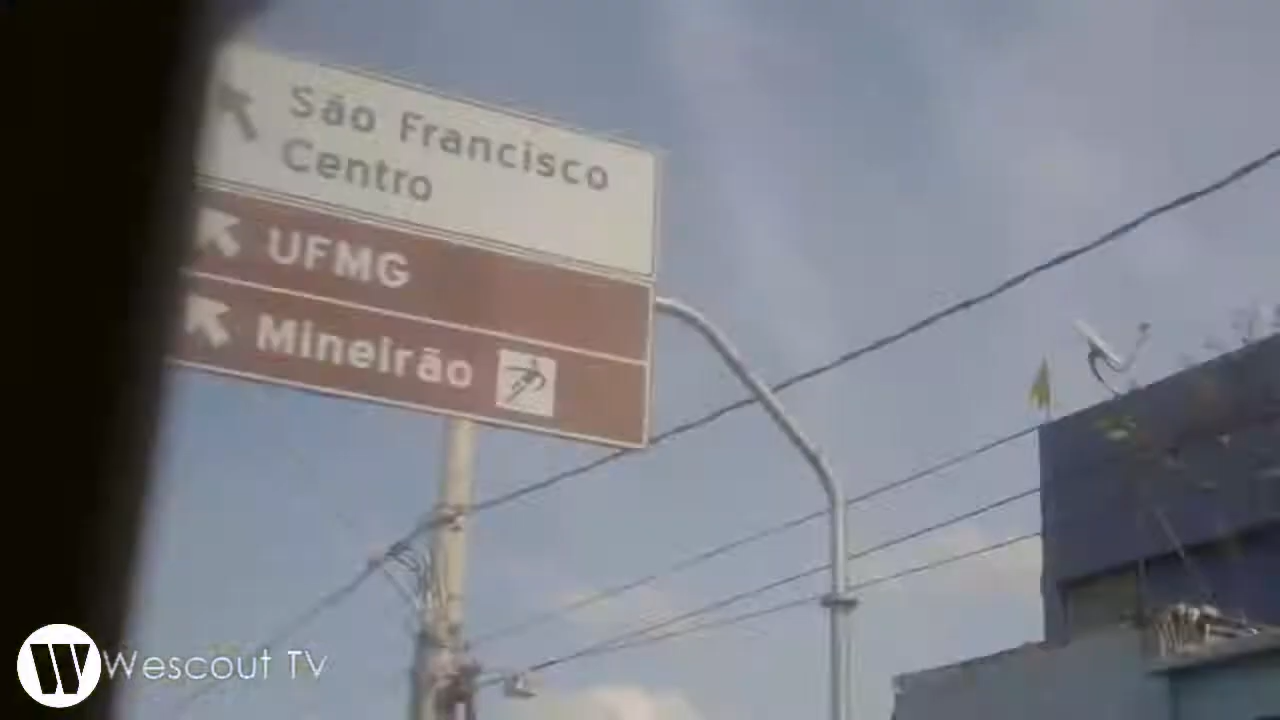 São Francisco
Centro
UFMG
Mineirão
W Wescout TV